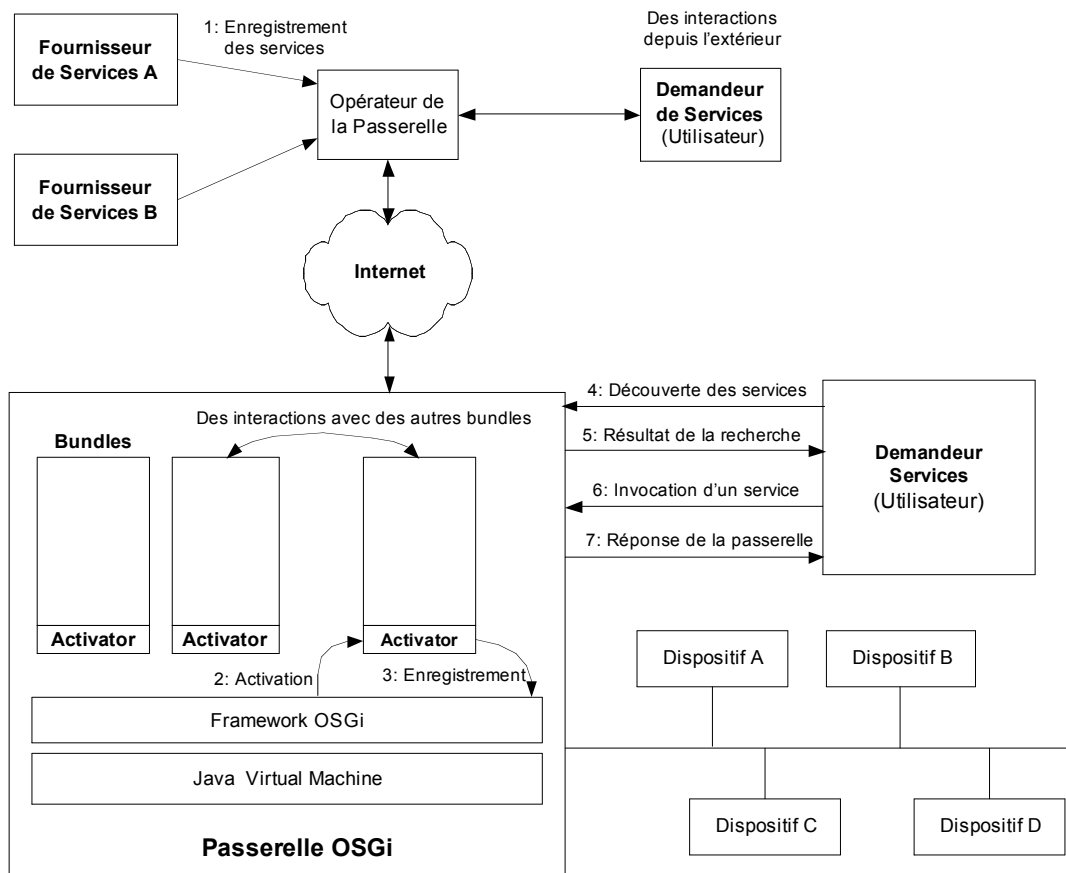 1: Enregistrement
des services
Des interactions
depuis l'extérieur
Fournisseur
de Services A
Opérateur de
la Passerelle
Demandeur
de Services
(Utilisateur)
Fournisseur
de Services B
Internet
4: Découverte des services
Des interactions avec des autres bundles
5: Résultat de la recherche
Bundles
Demandeur
Services
(Utilisateur)
6: Invocation d'un service
7: Réponse de la passerelle
Activator
Activator
Activator
2: Activation
3: Enregistrement
Dispositif A
Dispositif B
Framework OSGi
Java Virtual Machine
Dispositif C
Dispositif D
Passerelle OSGi